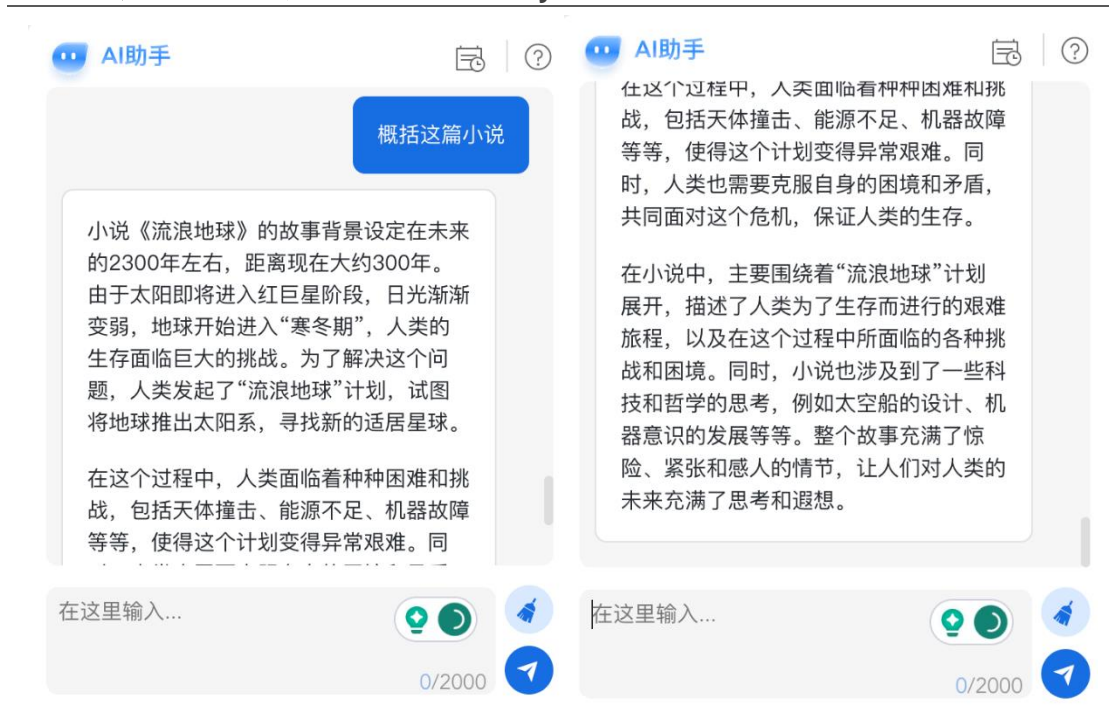 AI助手
概括这篇小说
小说《流浪地球》的故事背景设定在未来
的2300年左右，距离现在大约300年。
由于太阳即将进入红巨星阶段，日光渐渐
变弱，地球开始进入“寒冬期”，人类的
生存面临巨大的挑战。为了解决这个问
题，人类发起了“流浪地球”计划，试图
将地球推出太阳系，寻找新的适居星球。
在这个过程中，人类面临着种种困难和挑
战，包括天体撞击、能源不足、机器故障
等等，使得这个计划变得异常艰难。同
在这里输入...
0/2000
AI助手
在这个过程中，人类面临着种种困难和挑
战，包括天体撞击、能源不足、机器故障
等等，使得这个计划变得异常艰难。同
时，人类也需要克服自身的困境和矛盾，
共同面对这个危机，保证人类的生存。
在小说中，主要围绕着“流浪地球”计划
展开，描述了人类为了生存而进行的艰难
旅程，以及在这个过程中所面临的各种挑
战和困境。同时，小说也涉及到了一些科
技和哲学的思考，例如太空船的设计、机
器意识的发展等等。整个故事充满了惊
险、紧张和感人的情节，让人们对人类的
未来充满了思考和遐想。
在这里输入...
0/2000